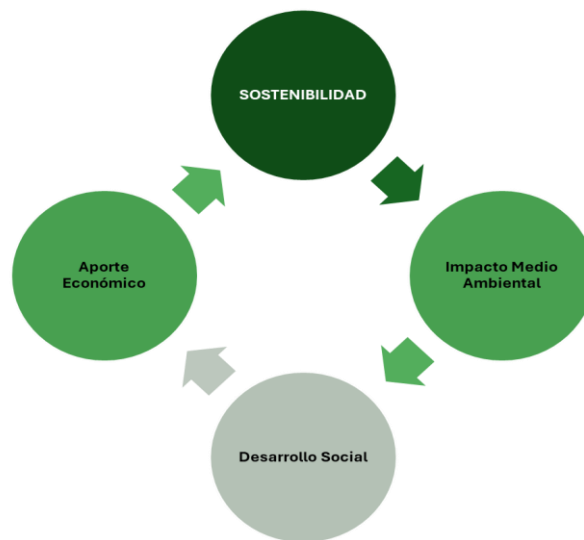 SOSTENIBILIDAD
Aporte
Económico
Impacto Medio
Ambiental
Desarrollo Social